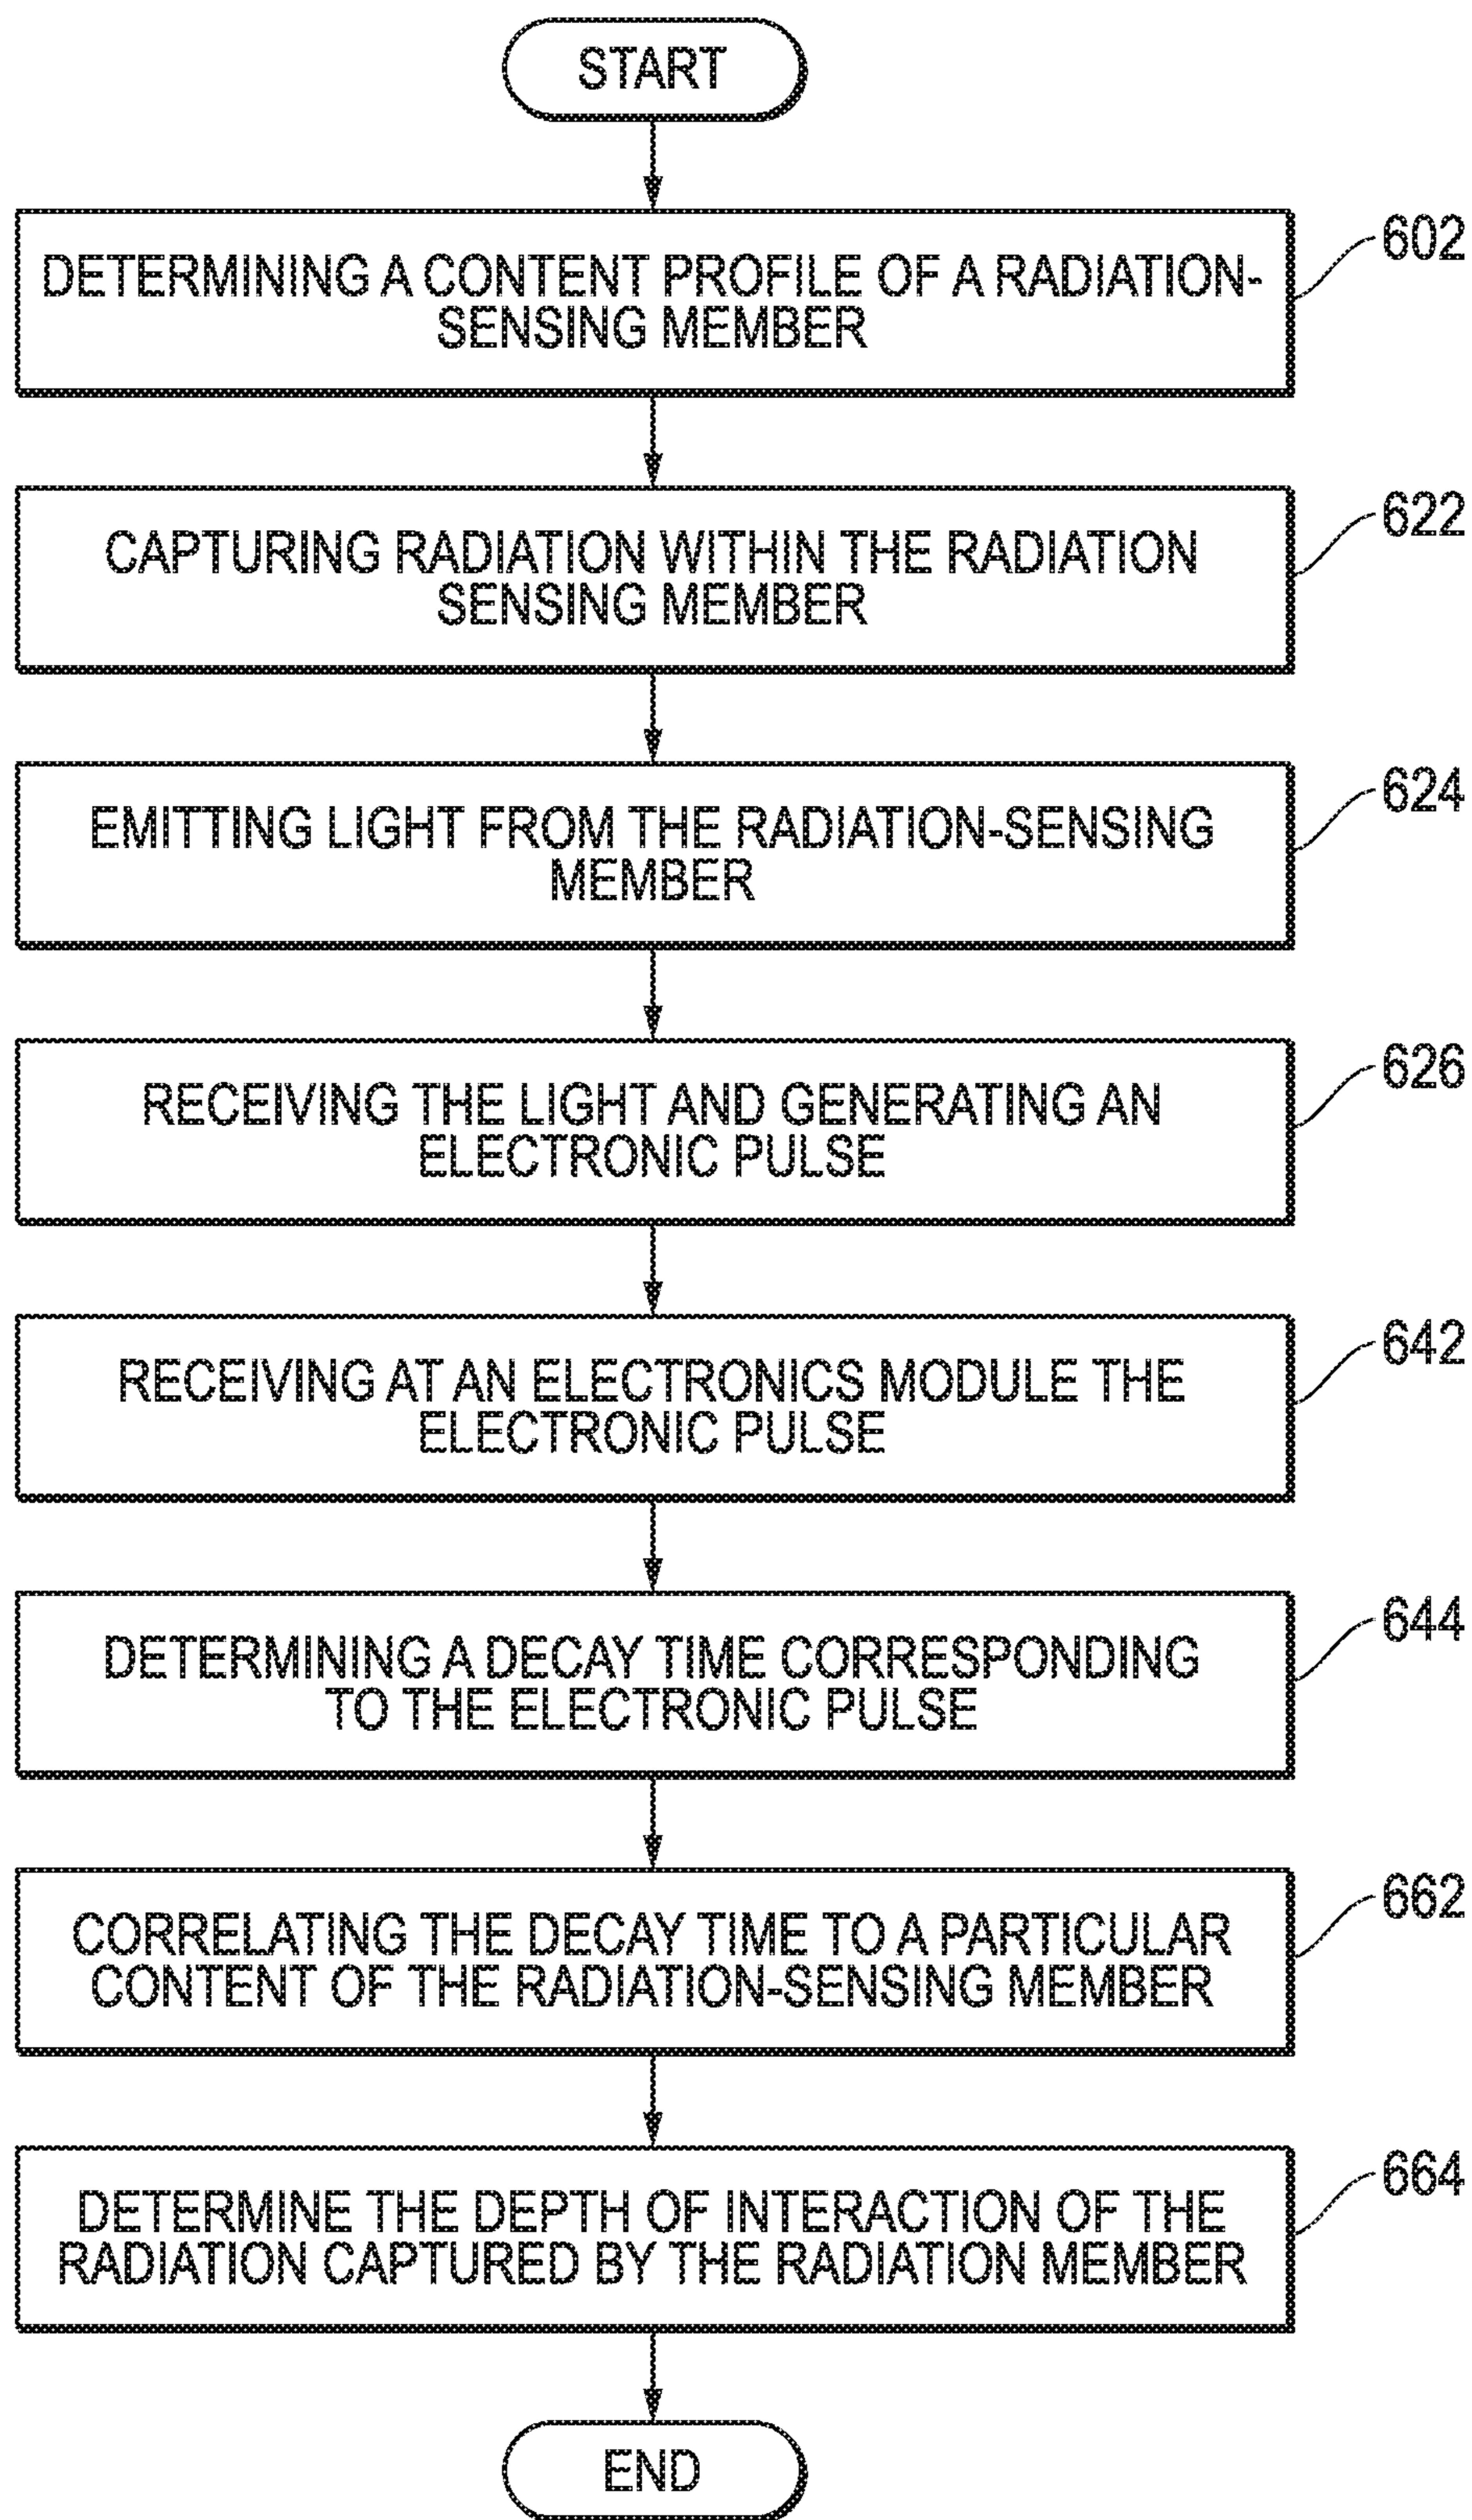 START
DETERMINING A CONTENT PROFILE OF A RADIATION-
SENSING MEMBER
602
CAPTURING RADIATION WITHIN THE RADIATION
SENSING MEMBER
622
EMITTING LIGHT FROM THE RADIATION-SENSING
MEMBER
624
RECEIVING THE LIGHT AND GENERATING AN
ELECTRONIC PULSE
626
RECEIVING AT AN ELECTRONICS MODULE THE
ELECTRONIC PULSE
642
DETERMINING A DECAY TIME CORRESPONDING
TO THE ELECTRONIC PULSE
644
CORRELATING THE DECAY TIME TO A PARTICULAR
CONTENT OF THE RADIATION-SENSING MEMBER
662
DETERMINE THE DEPTH OF INTERACTION OF THE
RADIATION CAPTURED BY THE RADIATION MEMBER
664
END